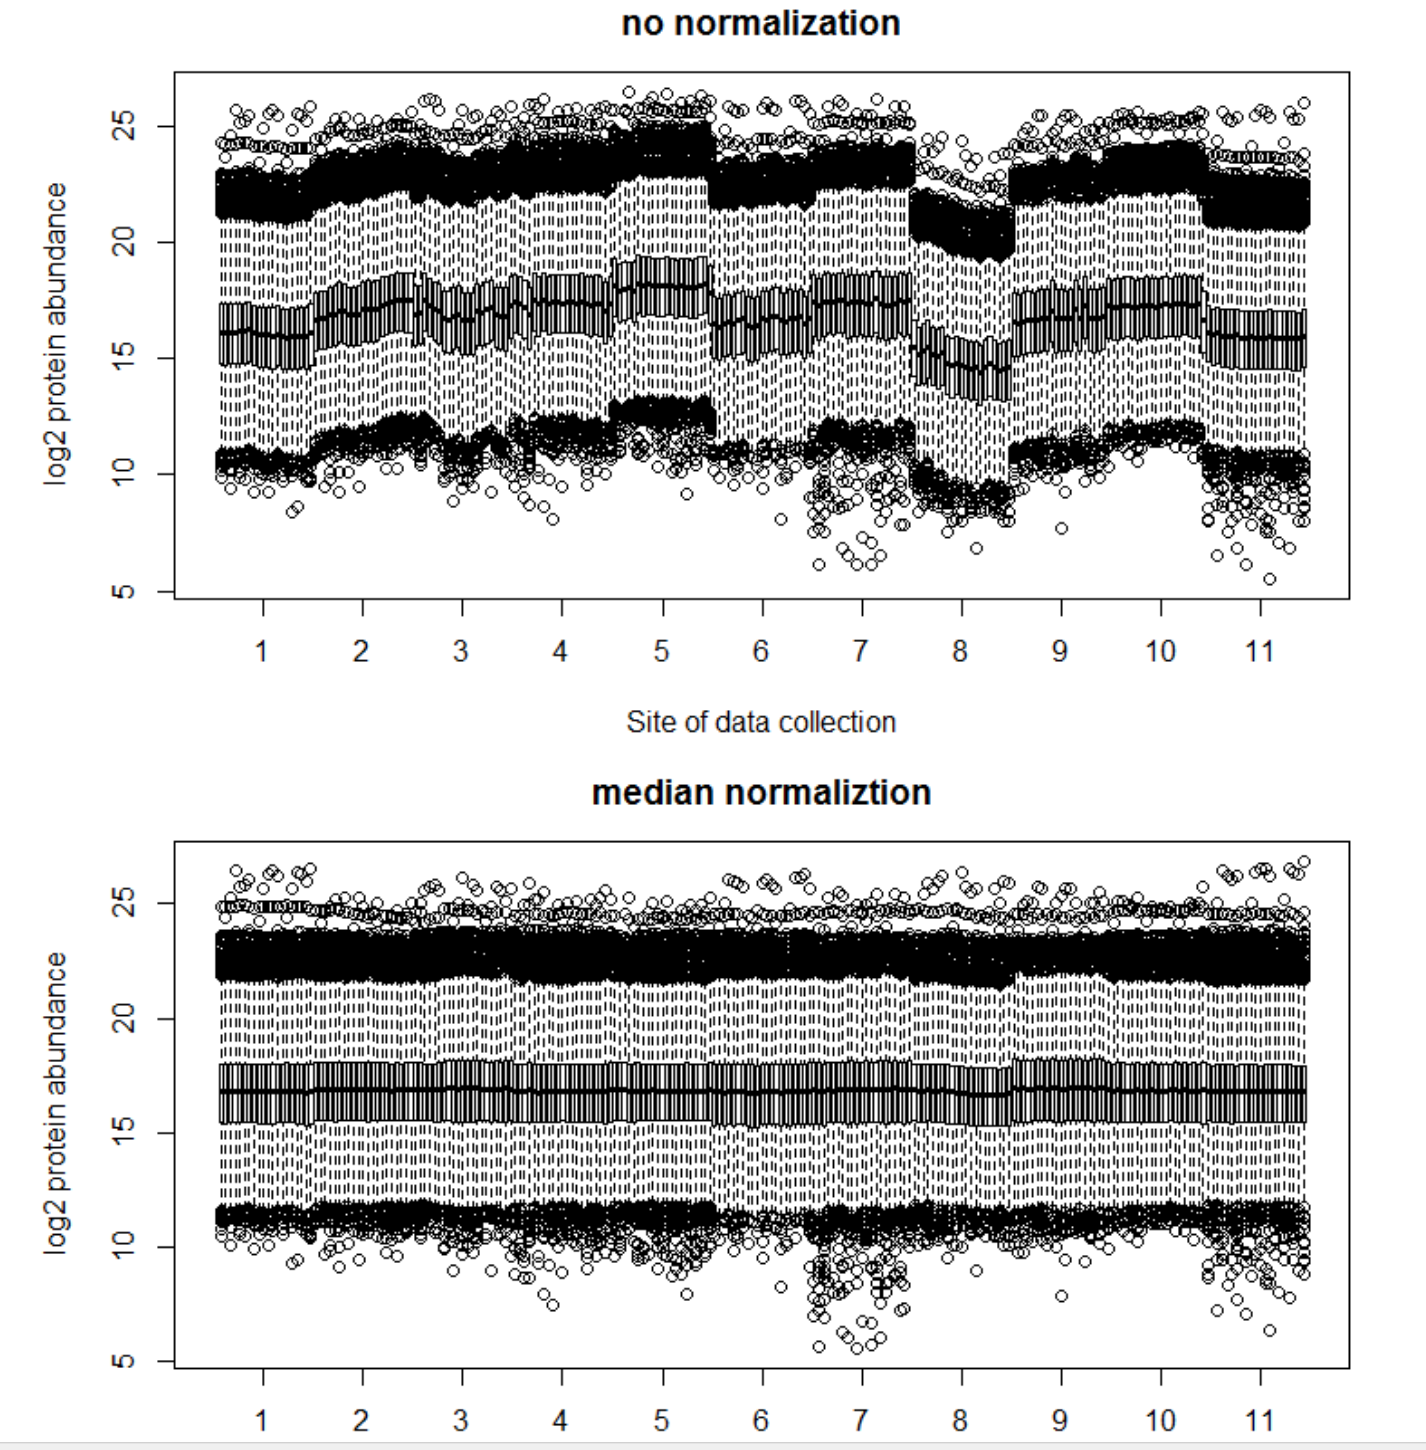 no normalization
25
20
15
10
5
log2 protein abundance
1 2 3 4 5 6 7 8 9 10 11
Site of data collection
median normaliztion
25
20
15
10
5
log2 protein abundance
1 2 3 4 5 6 7 8 9 10 11